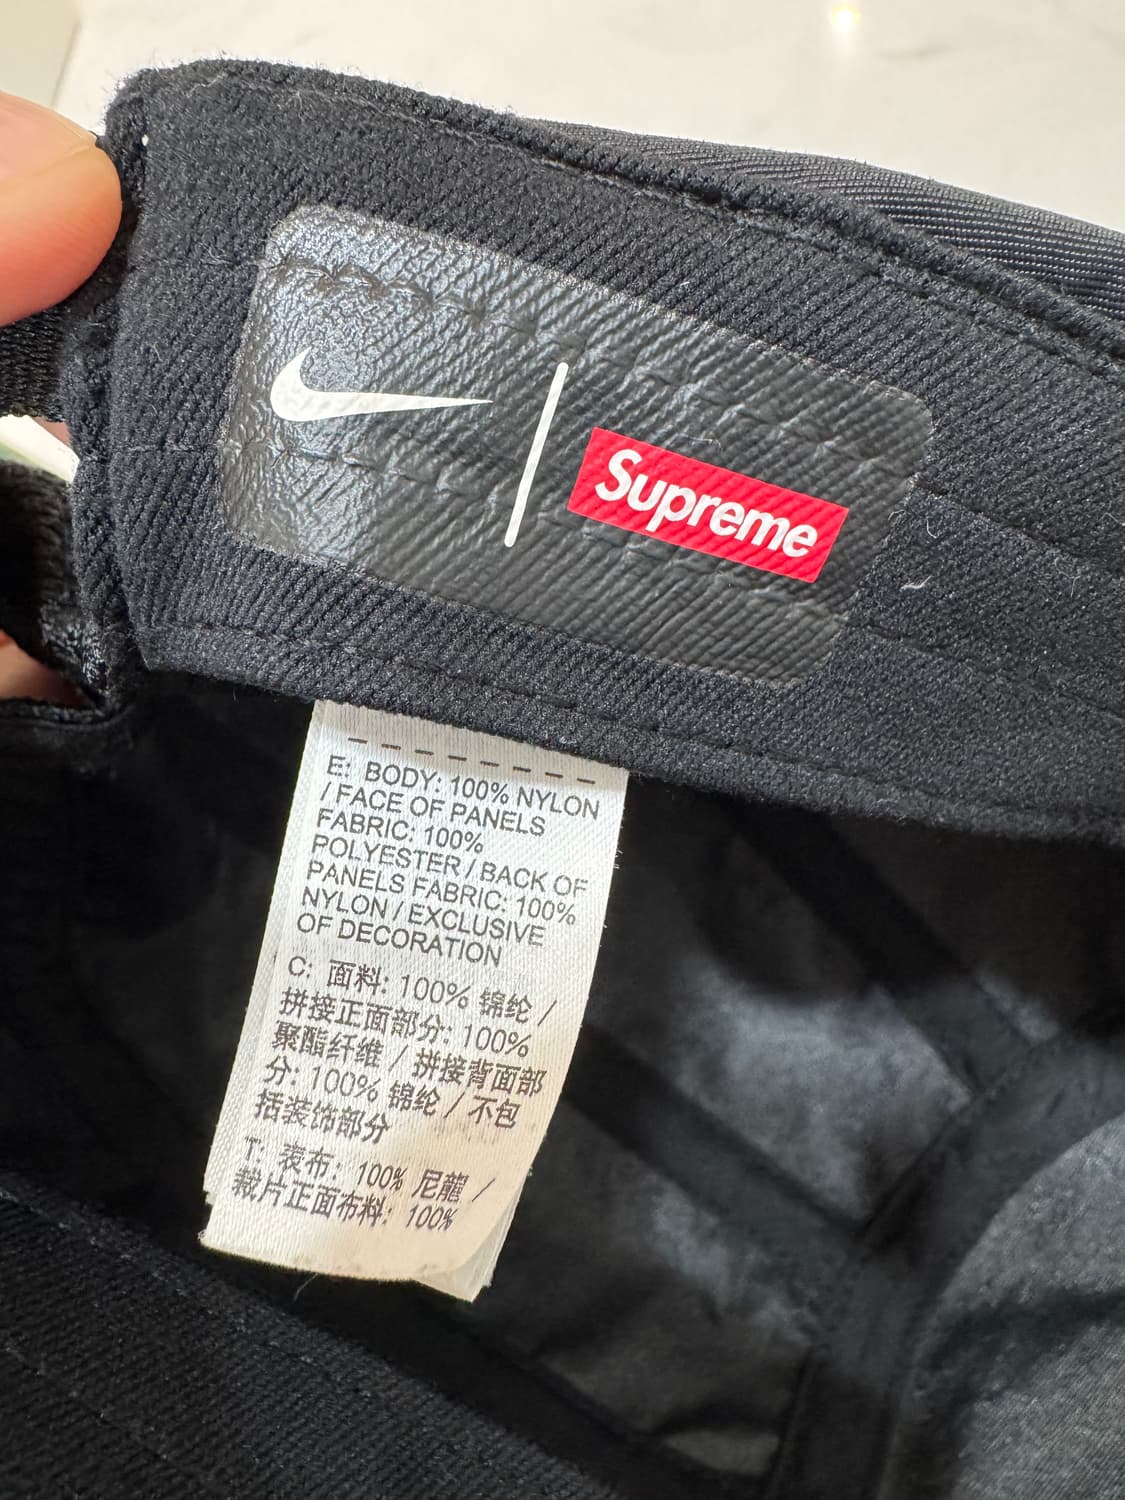 Supreme
E: BODY: 100% NYLON
/ FACE OF PANELS
FABRIC: 100%
POLYESTER / BACK OF
PANELS FABRIC: 100%
NYLON / EXCLUSIVE
OF DECORATION
C: 面料: 100% 锦纶 /
拼接正面部分: 100%
聚酯纤维 / 拼接背面部
分: 100% 锦纶 / 不包
括装饰部分
T: 表布: 100% 尼龍 /
裁片正面布料: 100%